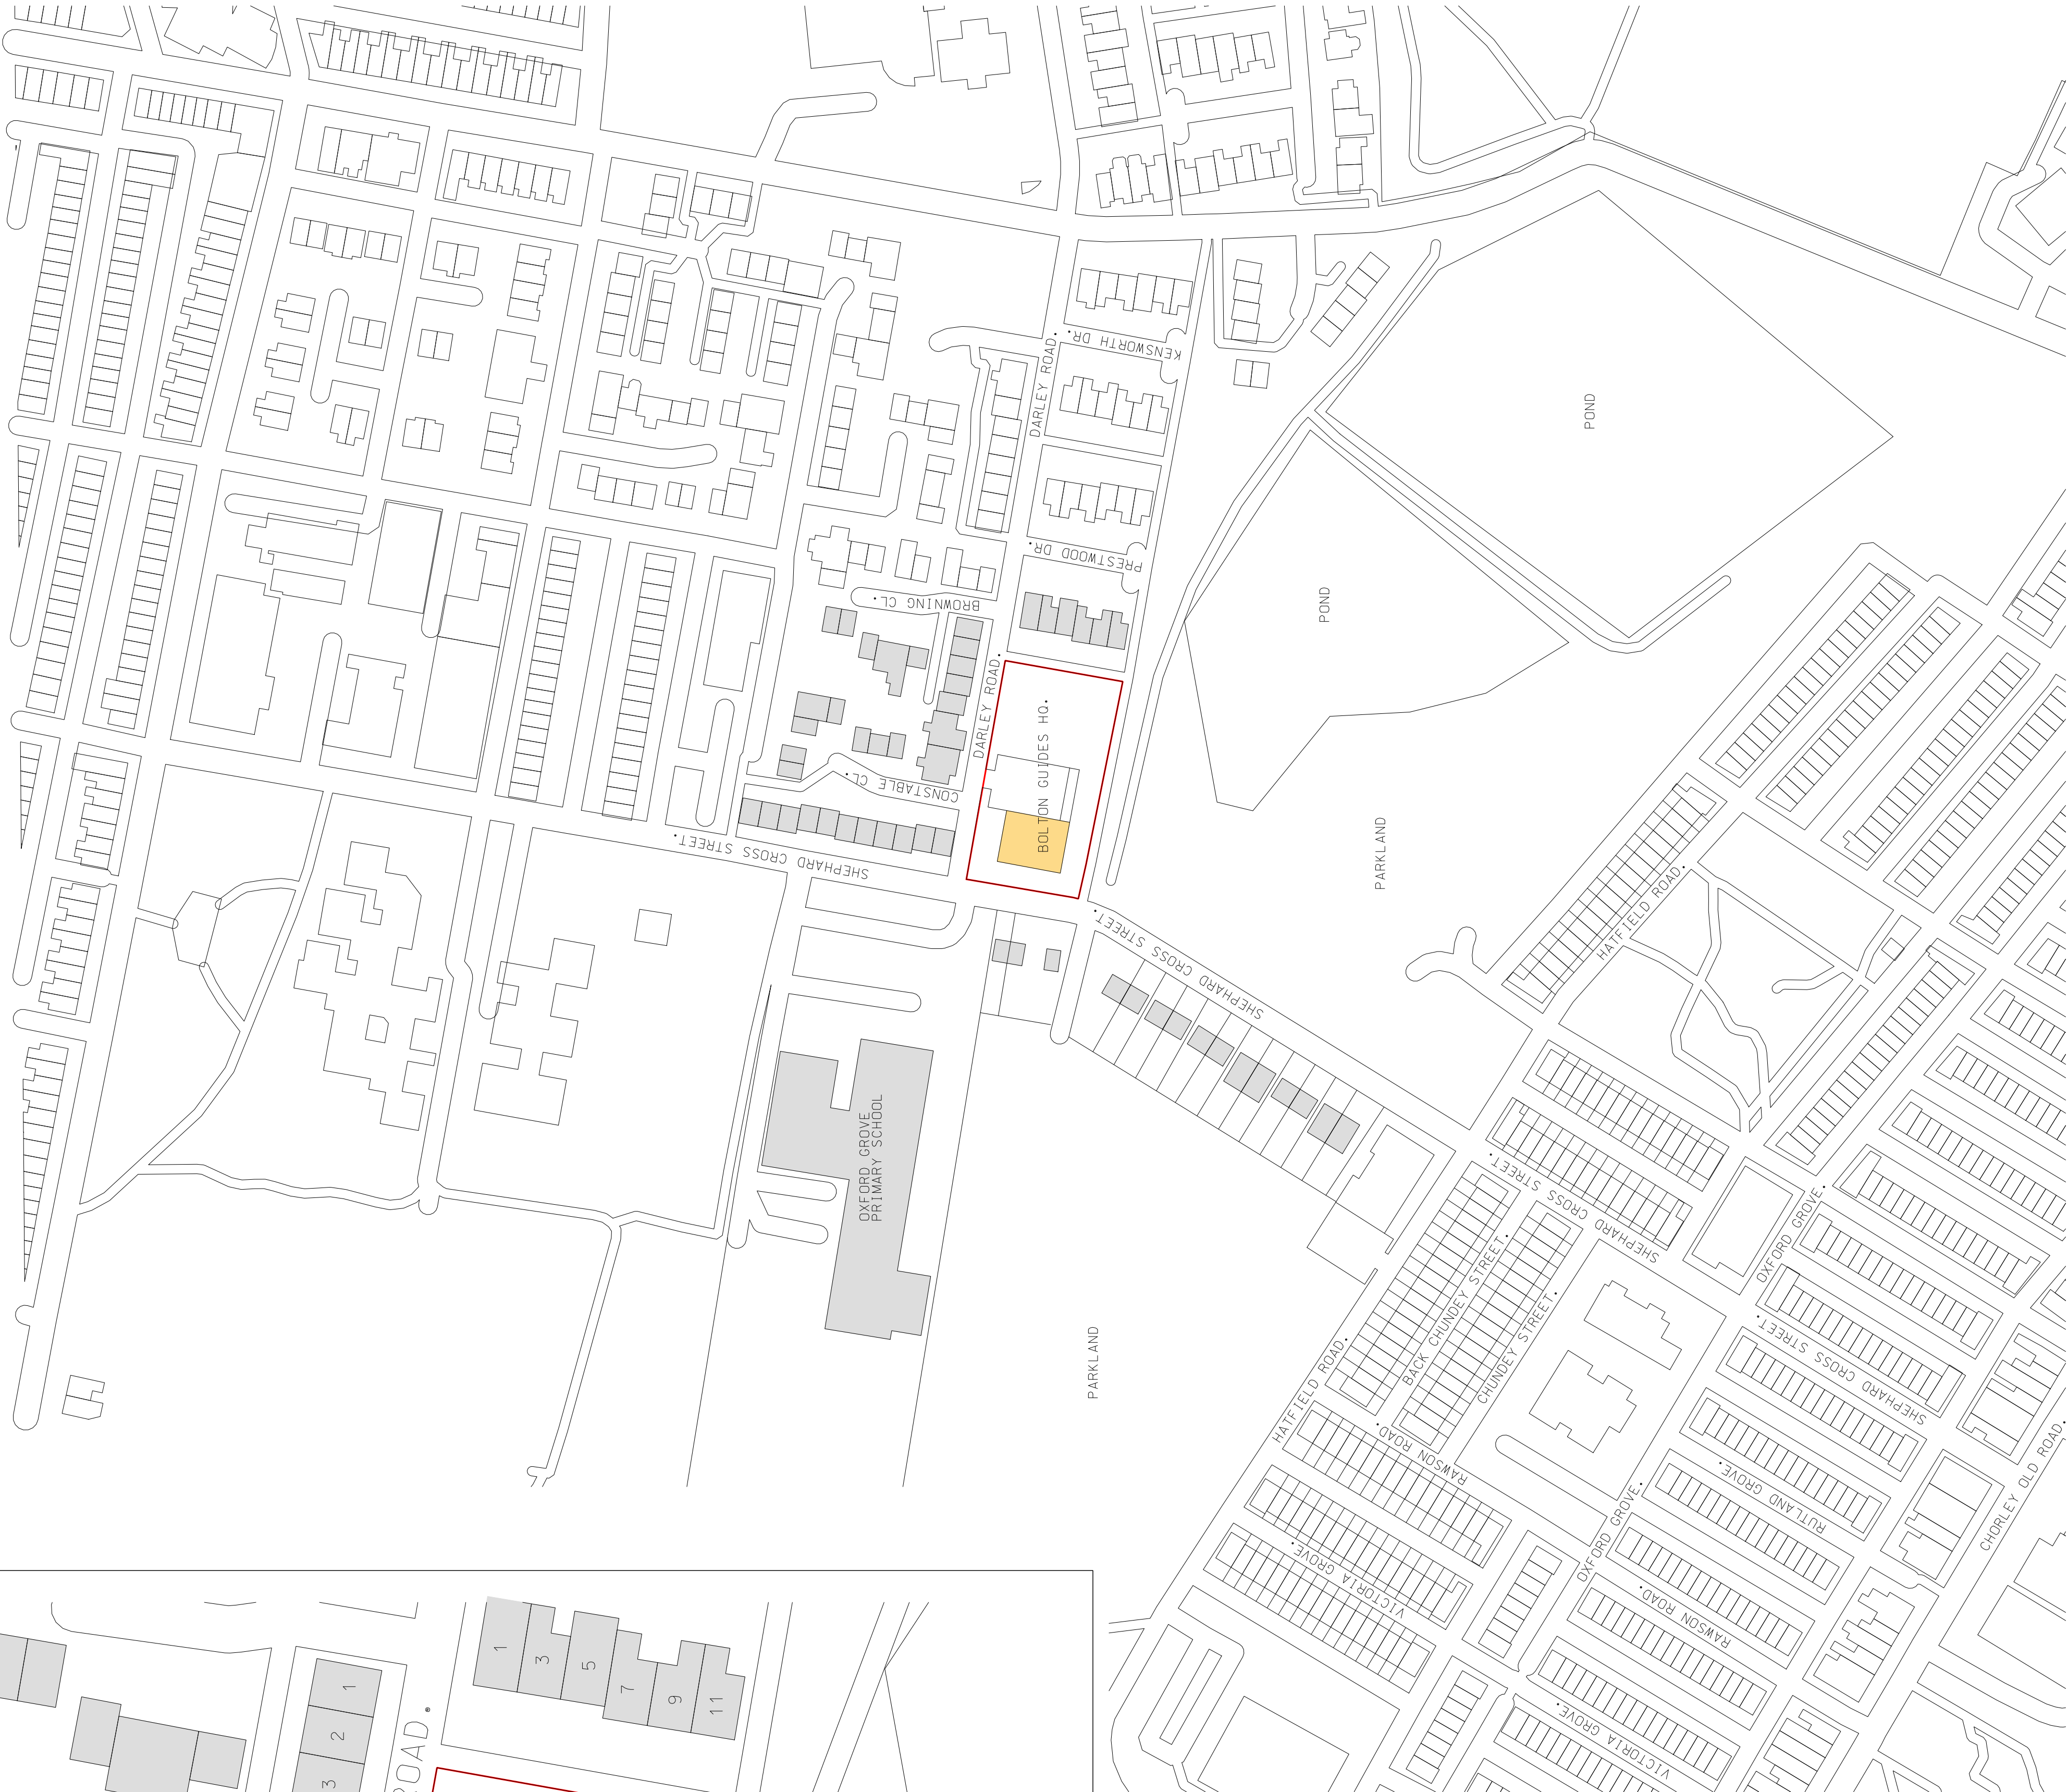 KENSWORTH DR.
DARLEY ROAD.
POND
PRESTWOOD DR.
POND
BROWNING CL.
DARLEY ROAD.
BOLTON GUIDES HQ.
CONSTABLE CL.
SHEPHARD CROSS STREET.
PARKLAND
HATFIELD ROAD.
SHEPHARD CROSS STREET.
OXFORD GROVE
PRIMARY SCHOOL
SHEPHARD CROSS STREET.
OXFORD GROVE.
BACK CHUNDEY STREET.
CHUNDEY STREET.
SHEPHARD CROSS STREET.
PARKLAND
HATFIELD ROAD.
RAWSON ROAD.
RUTLAND GROVE.
CHORLEY OLD ROAD.
OXFORD GROVE.
VICTORIA GROVE.
RAWSON ROAD.
VICTORIA GROVE.
1
3
5
7
9
11
1
2
3
ROAD.